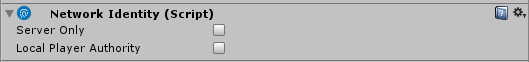 Network Identity (Script)
Server Only
Local Player Authority